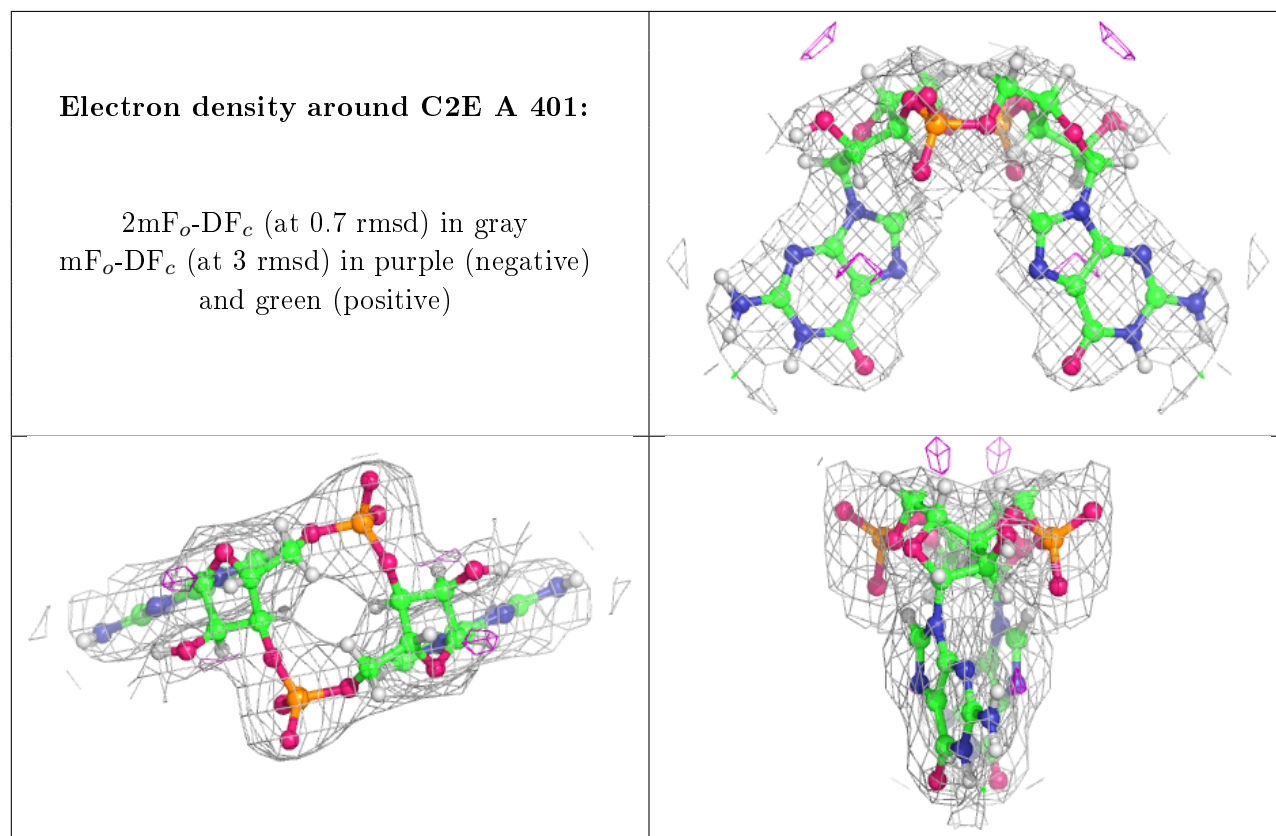 Electron density around C2E A 401:
2mFo-DFc (at 0.7 rmsd) in gray
mFo-DFc (at 3 rmsd) in purple (negative)
and green (positive)